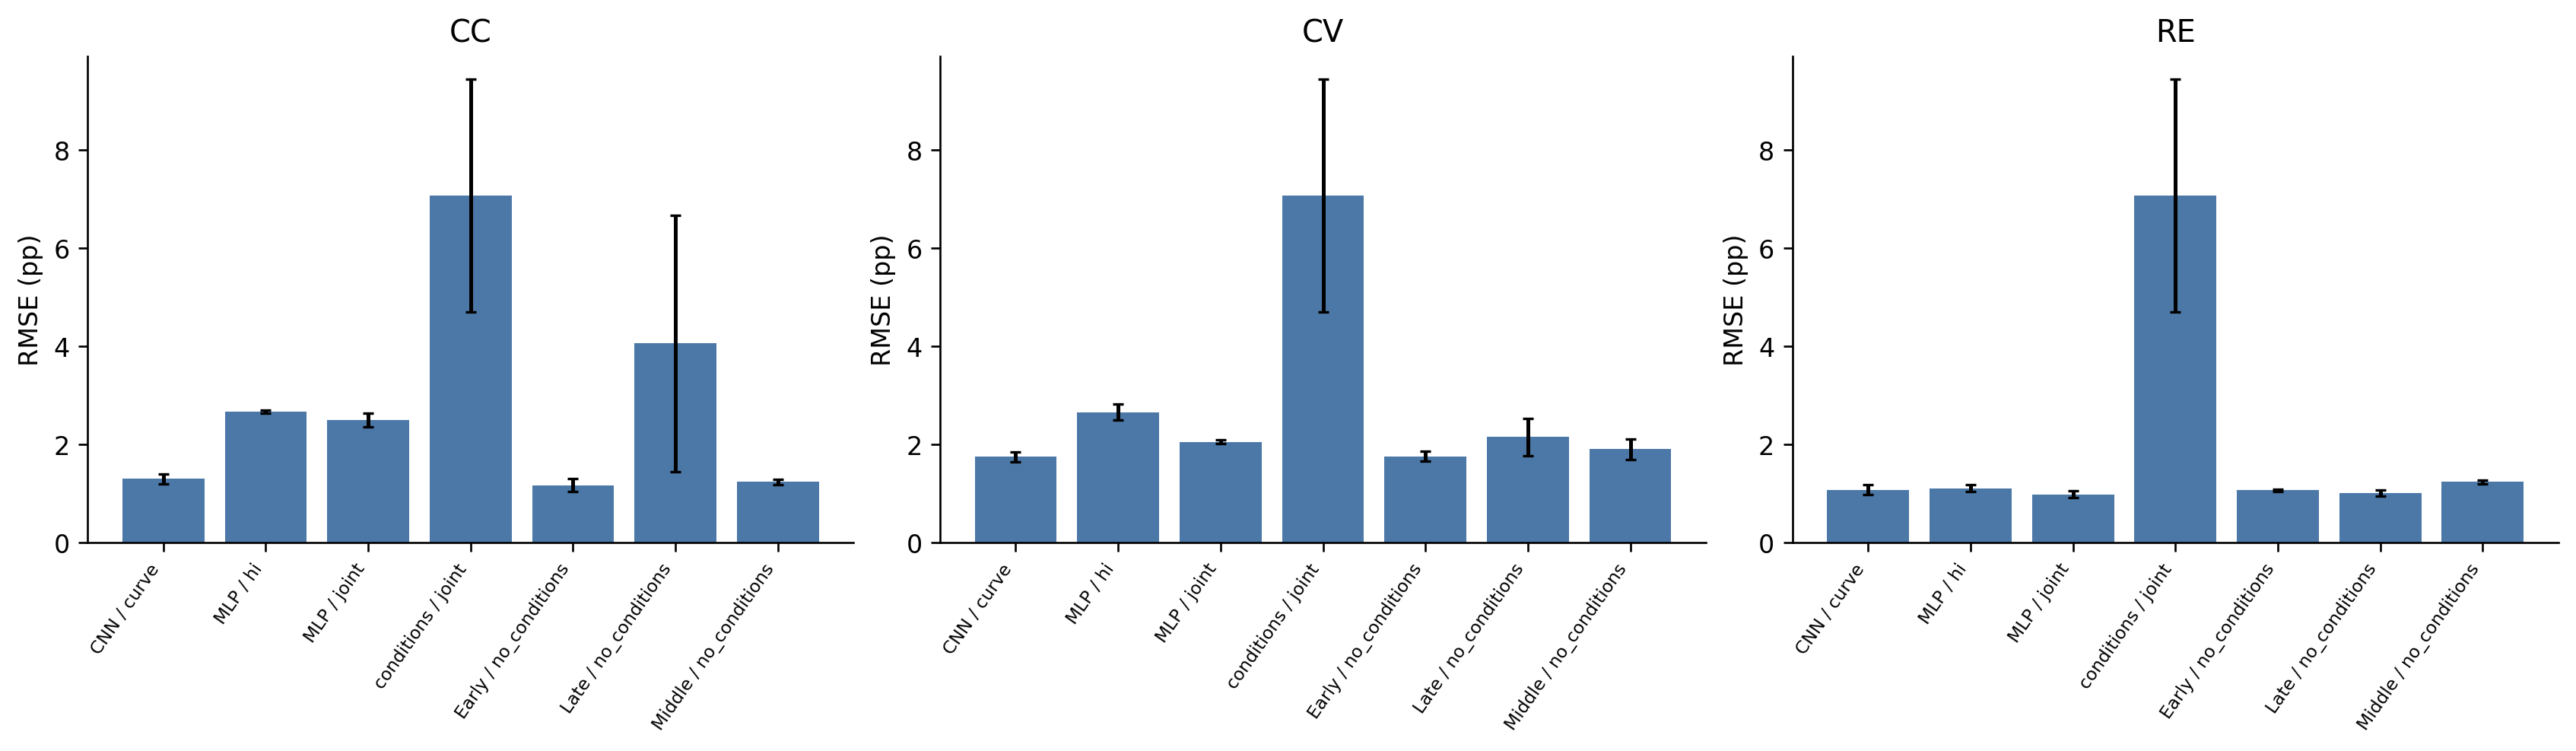 CC
RMSE (pp)
8
6
4
2
0
CNN / curve
MLP / hi
MLP / joint
conditions / joint
Early / no_conditions
Late / no_conditions
Middle / no_conditions
CV
RMSE (pp)
8
6
4
2
0
CNN / curve
MLP / hi
MLP / joint
conditions / joint
Early / no_conditions
Late / no_conditions
Middle / no_conditions
RE
RMSE (pp)
8
6
4
2
0
CNN / curve
MLP / hi
MLP / joint
conditions / joint
Early / no_conditions
Late / no_conditions
Middle / no_conditions